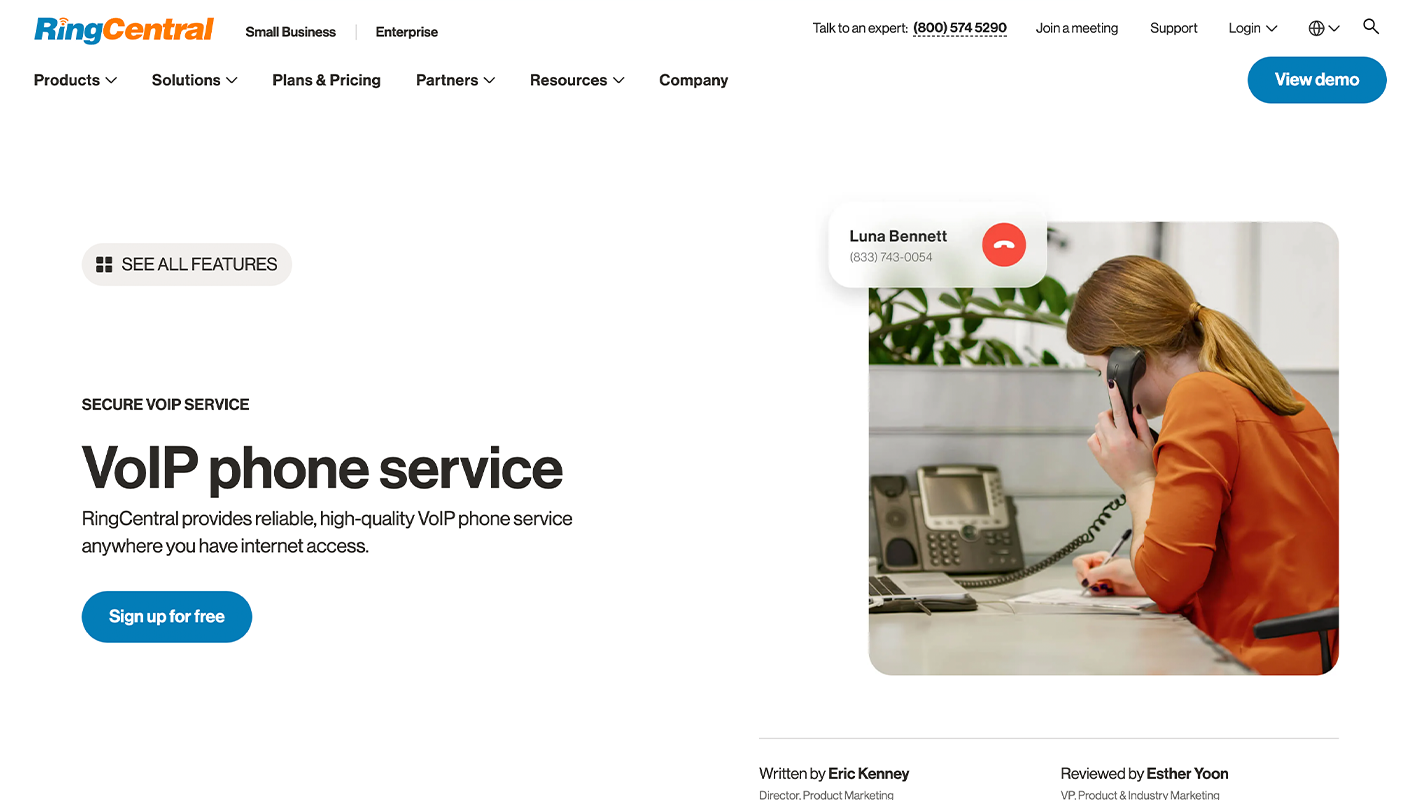 RingCentral
Small Business
Enterprise
Talk to an expert: (800) 574 5290
Join a meeting
Support
Login
Products
Solutions
Plans & Pricing
Partners
Resources
Company
View demo
SEE ALL FEATURES
SECURE VOIP SERVICE
VoIP phone service
RingCentral provides reliable, high-quality VoIP phone service
anywhere you have internet access.
Sign up for free
Luna Bennett
(833) 743-0054
Written by Eric Kenney
Director, Product Marketing
Reviewed by Esther Yoon
VP, Product & Industry Marketing